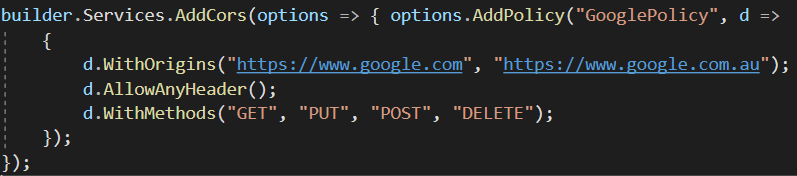 builder.Services.AddCors(options => { options.AddPolicy("GooglePolicy", d =>
{
d.WithOrigins("https://www.google.com", "https://www.google.com.au");
d.AllowAnyHeader();
d.WithMethods("GET", "PUT", "POST", "DELETE");
});
});